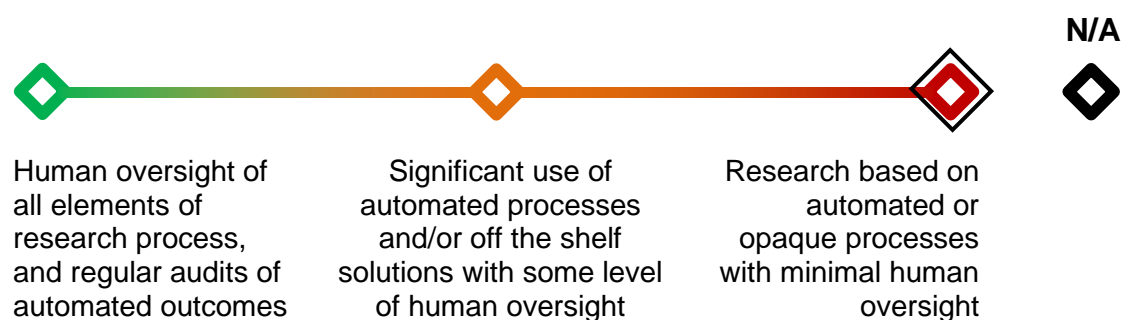 N/A
Human oversight of
all elements of
research process,
and regular audits of
automated outcomes
Significant use of
automated processes
and/or off the shelf
solutions with some level
of human oversight
Research based on
automated or
opaque processes
with minimal human
oversight